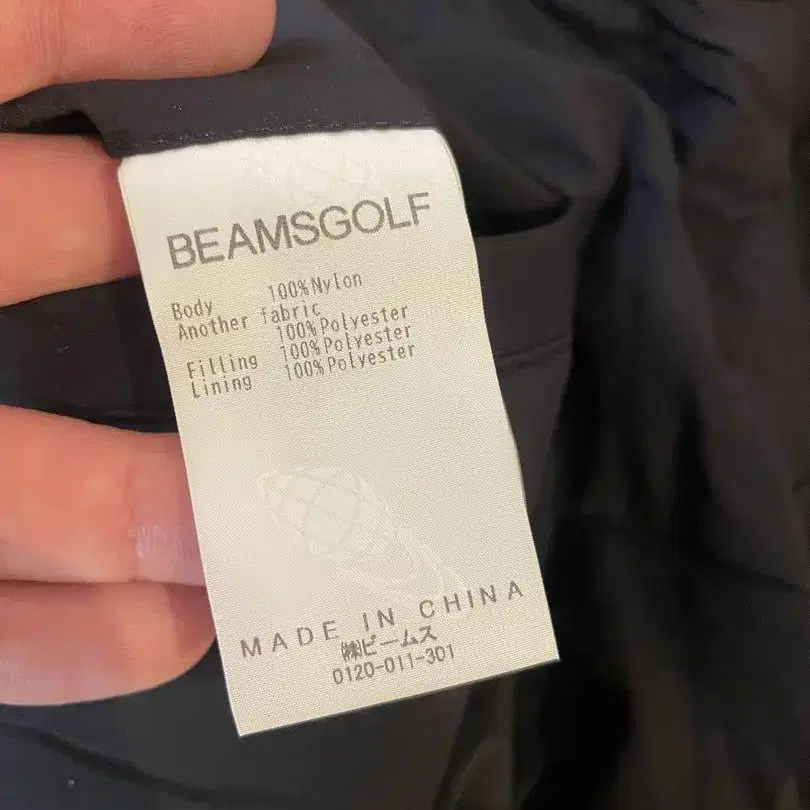 BEAMSGOLF
Body 100%Nylon
Another fabric
100%Polyester
Filling 100%Polyester
Lining 100%Polyester
MADE IN CHINA
㈱ビームス
0120-011-301